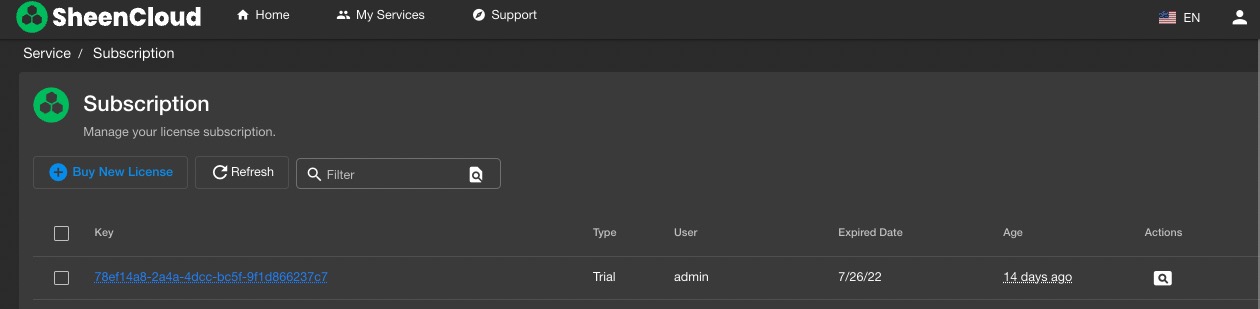 SheenCloud Home My Services Support EN
Service / Subscription
Subscription
Manage your license subscription.
Buy New License Refresh Filter
Key Type User Expired Date Age Actions
78ef14a8-2a4a-4dcc-bc5f-9f1d866237c7 Trial admin 7/26/22 14 days ago